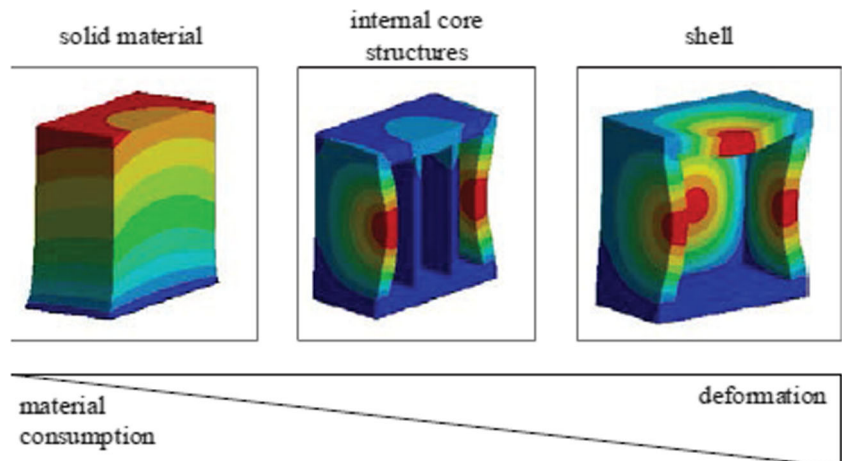 solid material
internal core
structures
shell
material
consumption
deformation